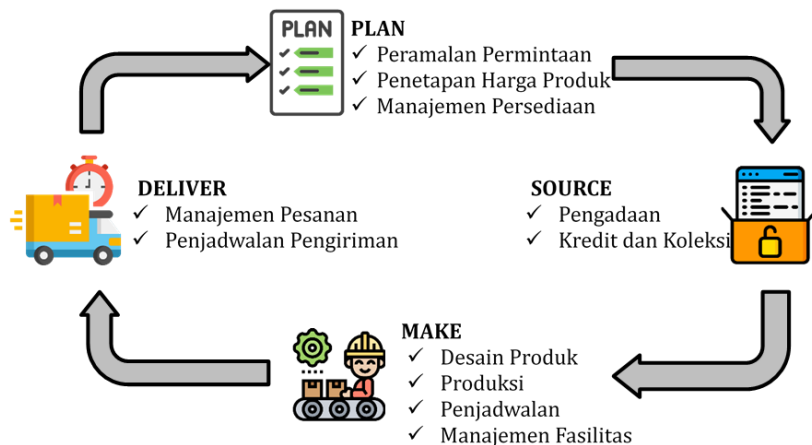 PLAN
PLAN
✓ Peramalan Permintaan
✓ Penetapan Harga Produk
✓ Manajemen Persediaan
DELIVER
✓ Manajemen Pesanan
✓ Penjadwalan Pengiriman
SOURCE
✓ Pengadaan
✓ Kredit dan Koleksi
MAKE
✓ Desain Produk
✓ Produksi
✓ Penjadwalan
✓ Manajemen Fasilitas